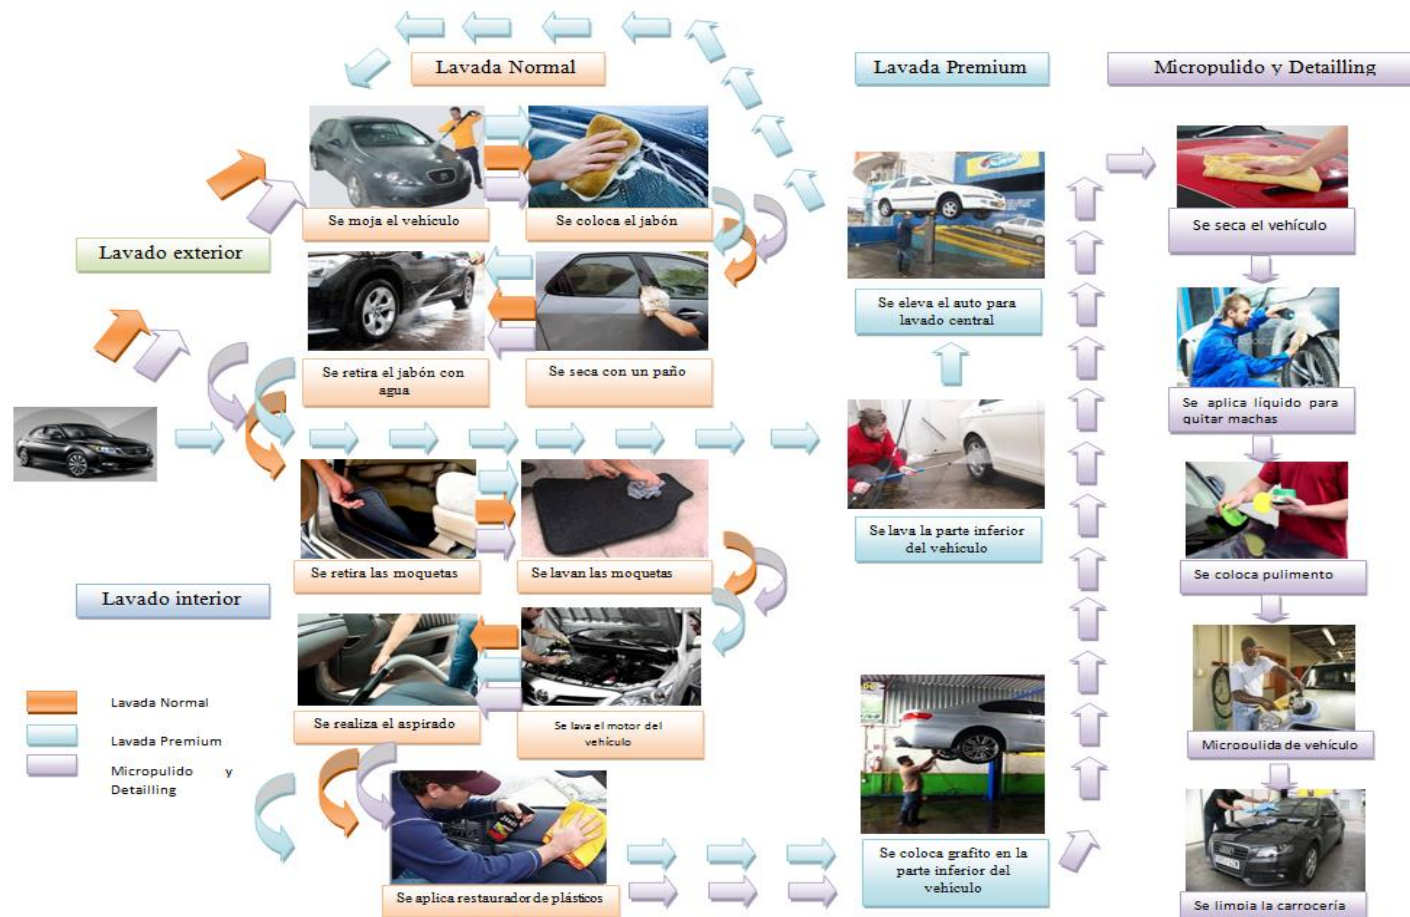 Lavada Normal
Lavada Premium
Micropulido y Detailling
Se moja el vehículo
Se coloca el jabón
Se seca el vehículo
Lavado exterior
Se eleva el auto para
lavado central
Se retira el jabón con
agua
Se seca con un paño
Se aplica líquido para
quitar machas
Se retira las moquetas
Se lavan las moquetas
Se lava la parte inferior
del vehículo
Se coloca pulimento
Lavado interior
Lavada Normal
Lavada Premium
Micropulido y
Detailling
Se realiza el aspirado
Se lava el motor del
vehículo
Micropulida de vehículo
Se aplica restaurador de plásticos
Se coloca grafito en la
parte inferior del
vehículo
Se limpia la carrocería